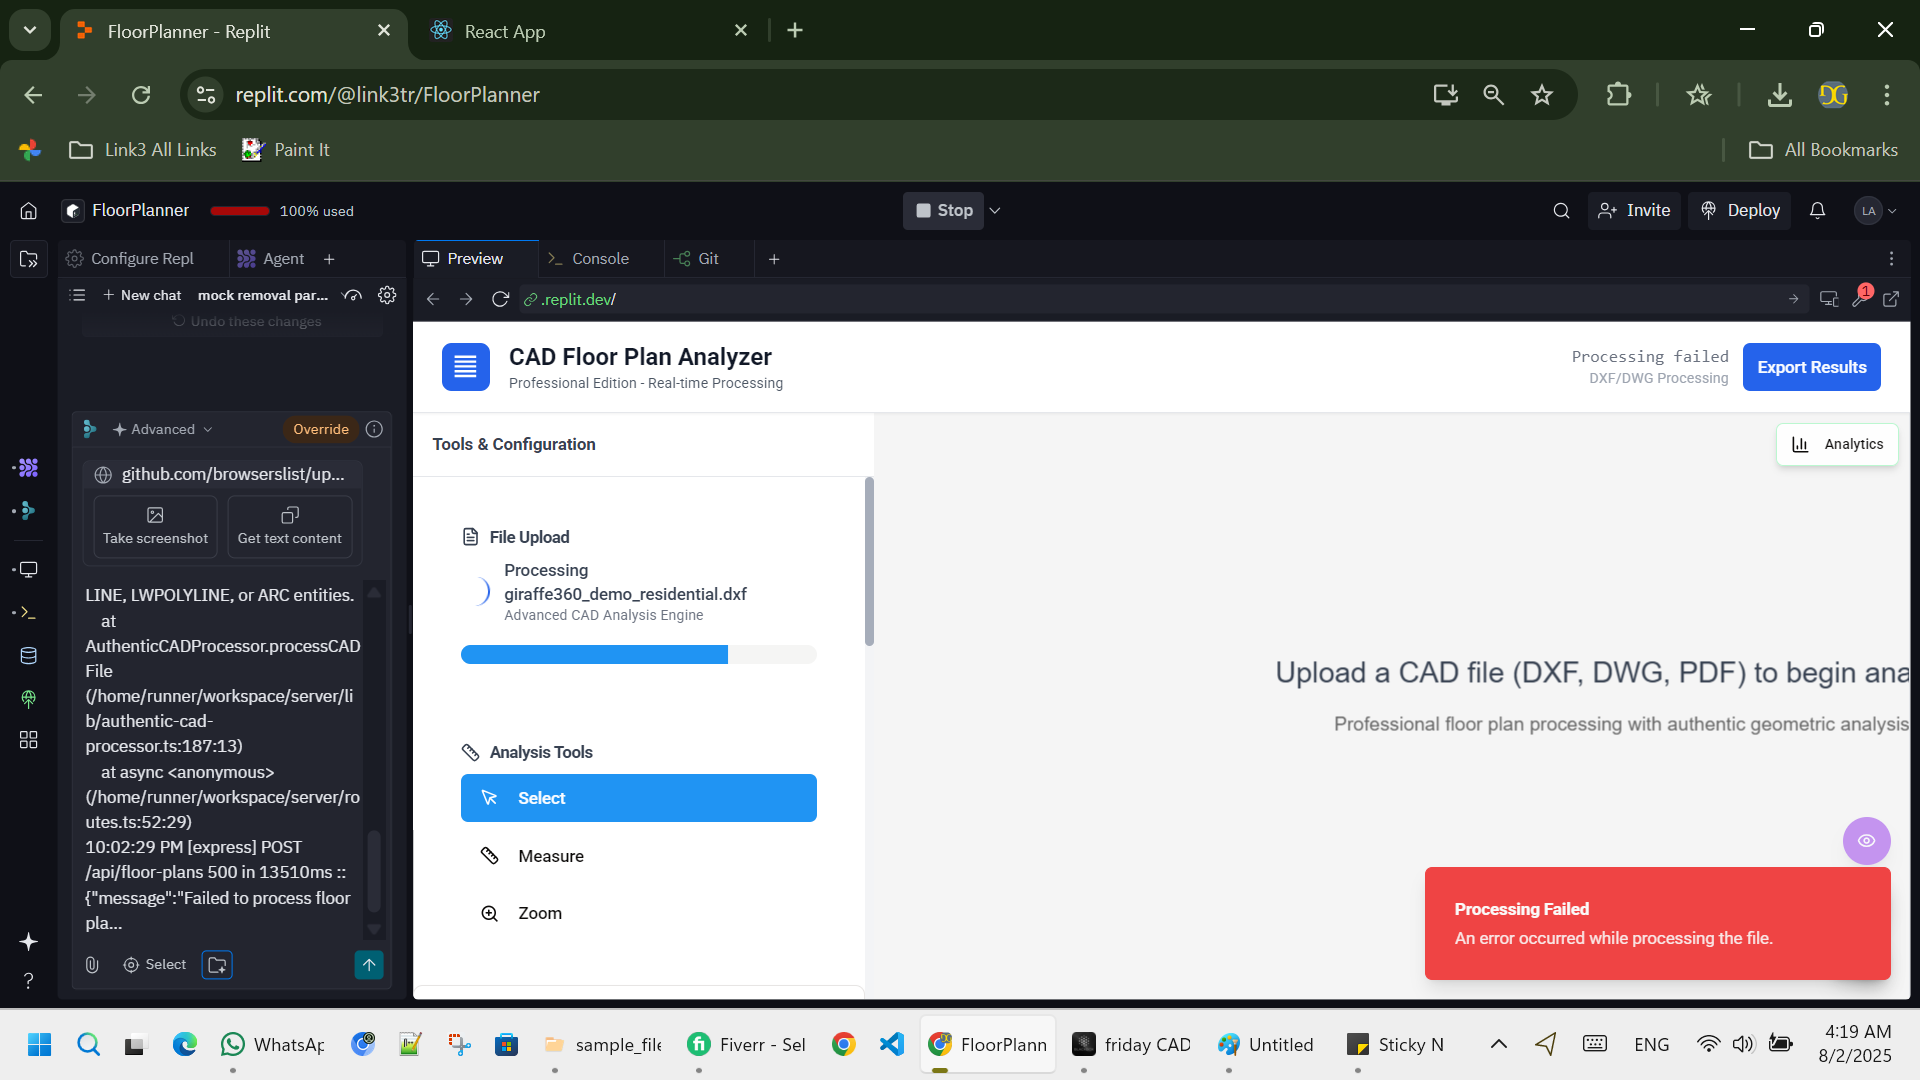 FloorPlanner - Replit
React App
replit.com/@link3tr/FloorPlanner
DG
Link3 All Links
Paint It
All Bookmarks
FloorPlanner
100% used
Stop
Invite
Deploy
LA
Configure Repl
Agent
Preview
Console
Git
New chat
mock removal par...
.replit.dev/
1
Undo these changes
Advanced
Override
github.com/browserslist/up...
Take screenshot
Get text content
LINE, LWPOLYLINE, or ARC entities.
at
AuthenticCADProcessor.processCAD
File
(/home/runner/workspace/server/li
b/authentic-cad-
processor.ts:187:13)
at async <anonymous>
(/home/runner/workspace/server/ro
utes.ts:52:29)
10:02:29 PM [express] POST
/api/floor-plans 500 in 13510ms ::
{"message":"Failed to process floor
pla...
Select
CAD Floor Plan Analyzer
Professional Edition - Real-time Processing
Processing failed
DXF/DWG Processing
Export Results
Tools & Configuration
Analytics
File Upload
Processing
giraffe360_demo_residential.dxf
Advanced CAD Analysis Engine
Analysis Tools
Select
Measure
Zoom
Upload a CAD file (DXF, DWG, PDF) to begin ana
Professional floor plan processing with authentic geometric analysis
Processing Failed
An error occurred while processing the file.
WhatsAp
sample_file
Fiverr - Sel
FloorPlann
friday CAD
Untitled
Sticky N
ENG
4:19 AM
8/2/2025